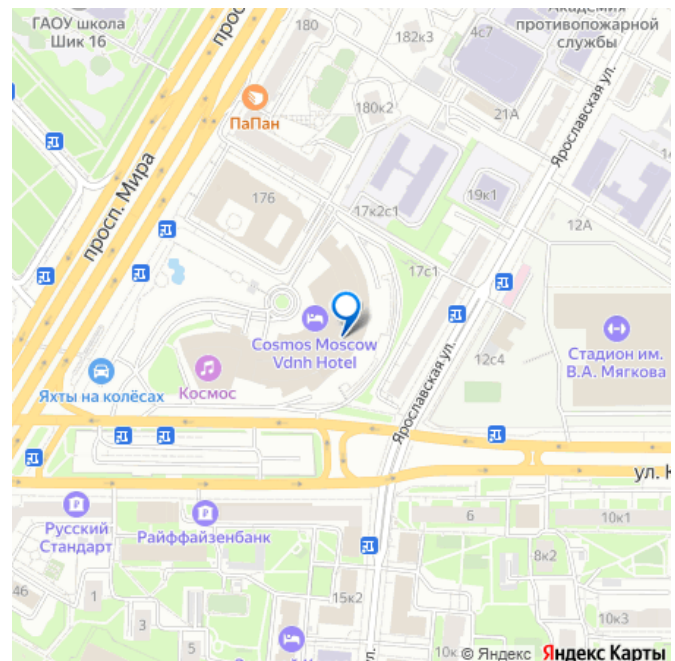 ГАОУ школа
Шик 16
180
182к3
4с7
Академия
противопожарной
службы
ПаПан
180к2
21А
Ярославская ул.
просп. Мира
176
17к2с1
19к1
12А
17с1
Cosmos Moscow
Vdnh Hotel
Космос
Яхты на колёсах
12с4
Стадион им.
В.А. Мягкова
Ярославская ул.
ул. К
Русский
Стандарт
Райффайзенбанк
6
10к1
8к2
46
1
3
5
15к2
10к3
10к
© Яндекс Яндекс Карты